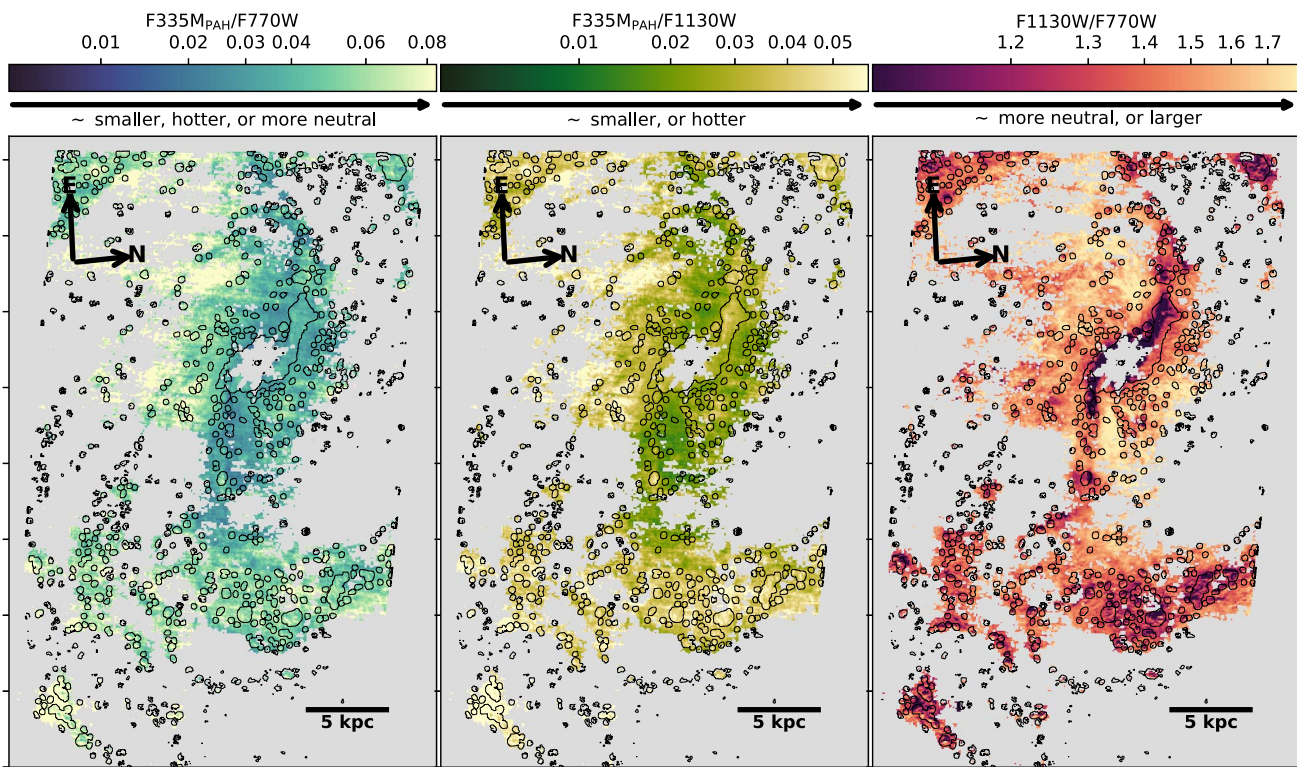 F335M_PAH/F770W
0.01 0.02 0.03 0.04 0.06 0.08
~ smaller, hotter, or more neutral
E
N
5 kpc
F335M_PAH/F1130W
0.01 0.02 0.03 0.04 0.05
~ smaller, or hotter
E
N
5 kpc
F1130W/F770W
1.2 1.3 1.4 1.5 1.6 1.7
~ more neutral, or larger
E
N
5 kpc